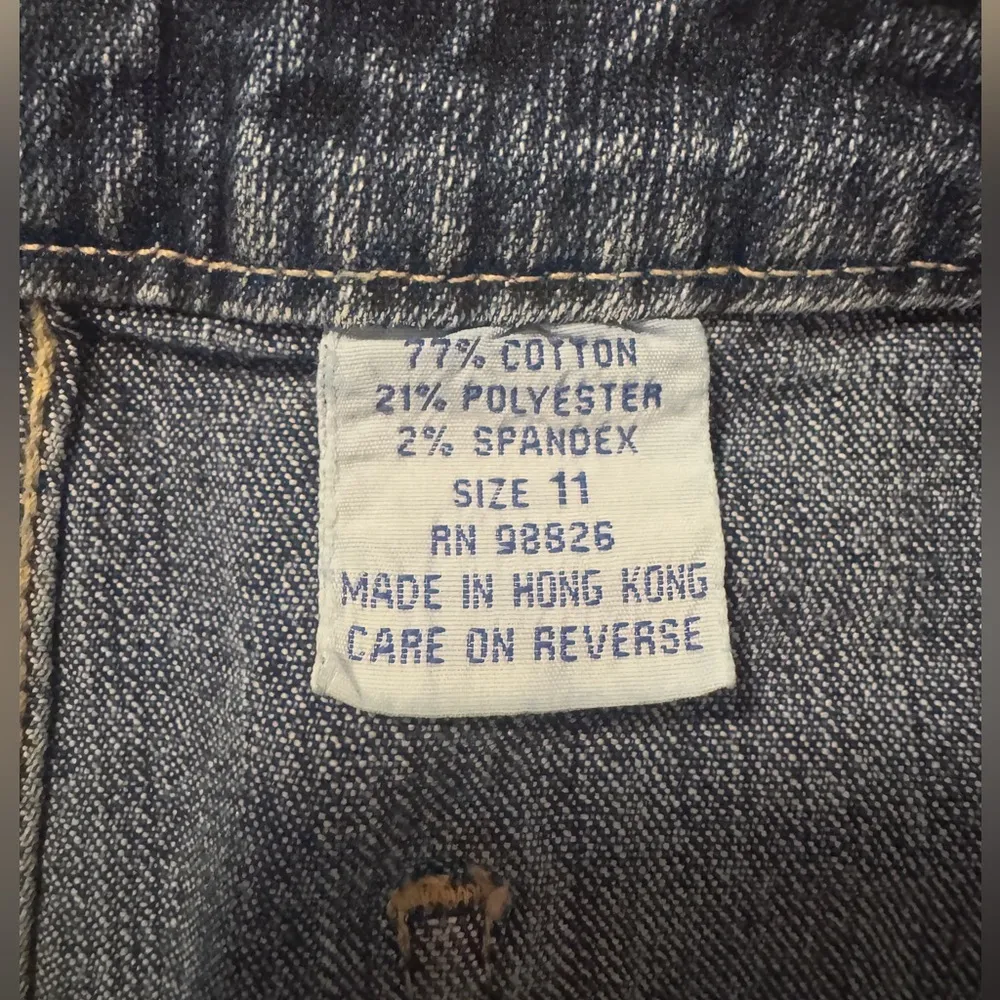 77% COTTON
21% POLYESTER
2% SPANDEX
SIZE 11
RN 98826
MADE IN HONG KONG
CARE ON REVERSE